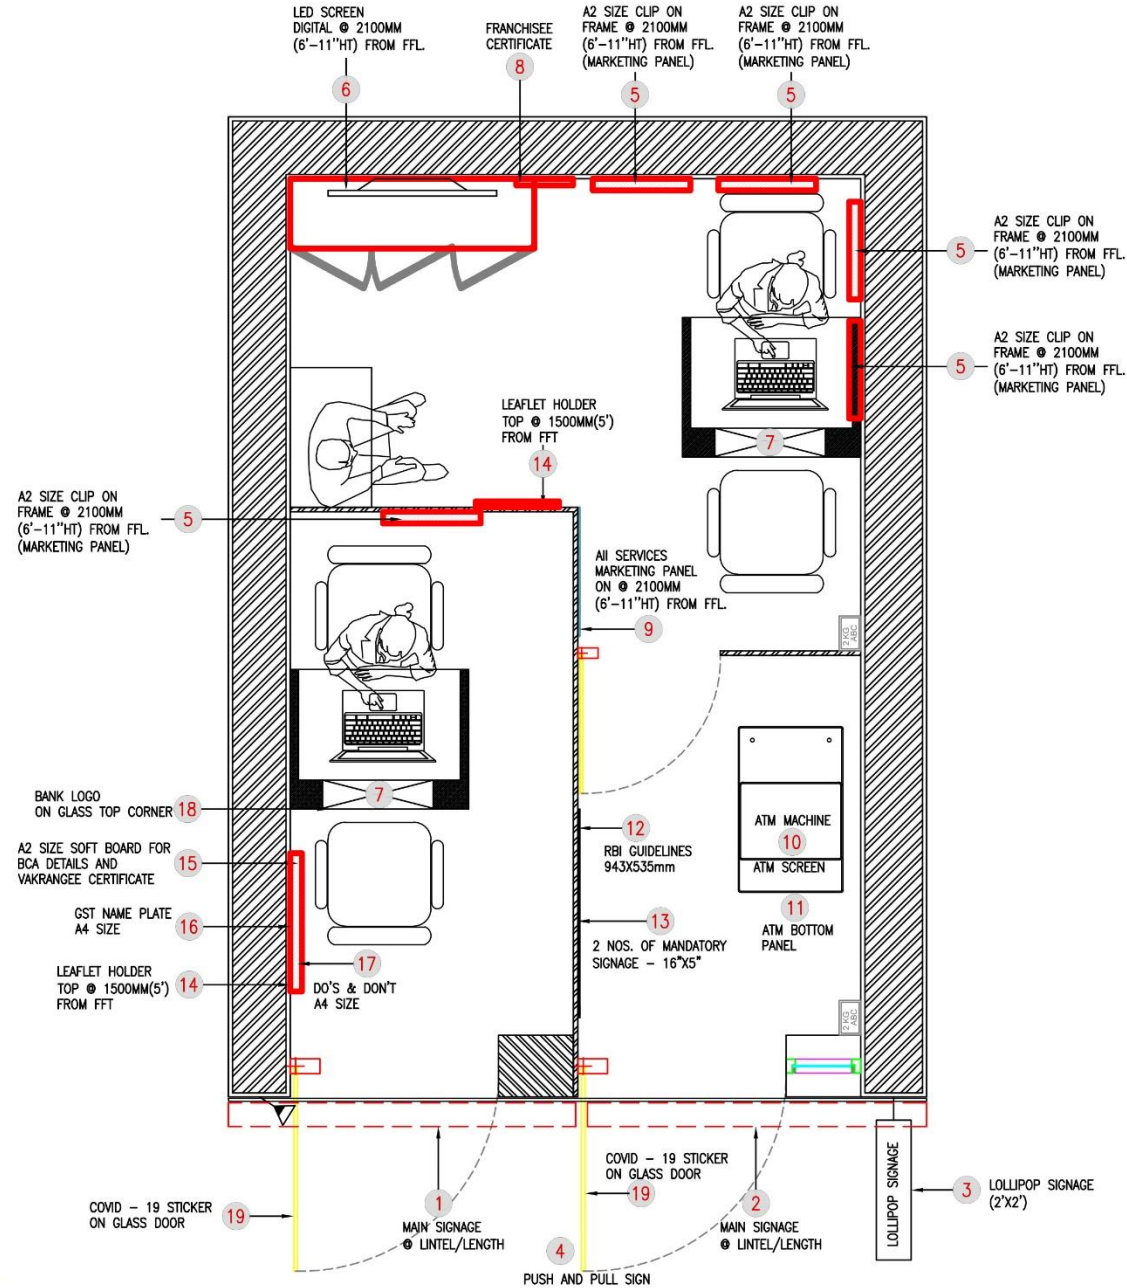 LED SCREEN
DIGITAL @ 2100MM
(6'-11"HT) FROM FFL.
6
FRANCHISEE
CERTIFICATE
8
A2 SIZE CLIP ON
FRAME @ 2100MM
(6'-11"HT) FROM FFL.
(MARKETING PANEL)
5
A2 SIZE CLIP ON
FRAME @ 2100MM
(6'-11"HT) FROM FFL.
(MARKETING PANEL)
5
A2 SIZE CLIP ON
FRAME @ 2100MM
(6'-11"HT) FROM FFL.
(MARKETING PANEL)
5
A2 SIZE CLIP ON
FRAME @ 2100MM
(6'-11"HT) FROM FFL.
(MARKETING PANEL)
5
LEAFLET HOLDER
TOP @ 1500MM(5')
FROM FFT
14
7
A2 SIZE CLIP ON
FRAME @ 2100MM
(6'-11"HT) FROM FFL.
(MARKETING PANEL)
5
All SERVICES
MARKETING PANEL
ON @ 2100MM
(6'-11"HT) FROM FFL.
9
2 KG
ABC
BANK LOGO
ON GLASS TOP CORNER
18
7
12
RBI GUIDELINES
943X535mm
ATM MACHINE
10
ATM SCREEN
11
ATM BOTTOM
PANEL
A2 SIZE SOFT BOARD FOR
BCA DETAILS AND
VAKRANGEE CERTIFICATE
15
GST NAME PLATE
A4 SIZE
16
13
2 NOS. OF MANDATORY
SIGNAGE - 16"X5"
LEAFLET HOLDER
TOP @ 1500MM(5')
FROM FFT
14
17
DO'S & DON'T
A4 SIZE
2 KG
ABC
COVID - 19 STICKER
ON GLASS DOOR
19
1
MAIN SIGNAGE
@ LINTEL/LENGTH
COVID - 19 STICKER
ON GLASS DOOR
19
2
MAIN SIGNAGE
@ LINTEL/LENGTH
LOLLIPOP SIGNAGE
3
LOLLIPOP SIGNAGE
(2'X2')
4
PUSH AND PULL SIGN